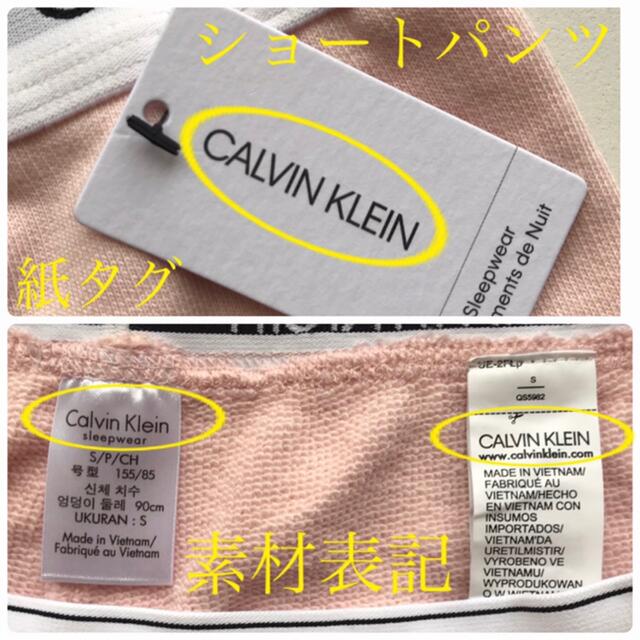 ショートパンツ
CALVIN KLEIN
Sleepwear
ments de Nuit
紙タグ
Calvin Klein
sleepwear
S/P/CH
号型 155/85
신체 치수
엉덩이 둘레 90cm
UKURAN : S
Made in Vietnam/
Fabriqué au Vietnam
S
QS5982
CALVIN KLEIN
www.calvinklein.com
MADE IN VIETNAM/
FABRIQUÉ AU
VIETNAM/HECHO
EN VIETNAM CON
INSUMOS
IMPORTADOS/
VIETNAM'DA
URETILMISTIR/
VYROBENO VE
VIETNAMU/
WYPRODUKOWANO
O W WIETNAM
素材表記